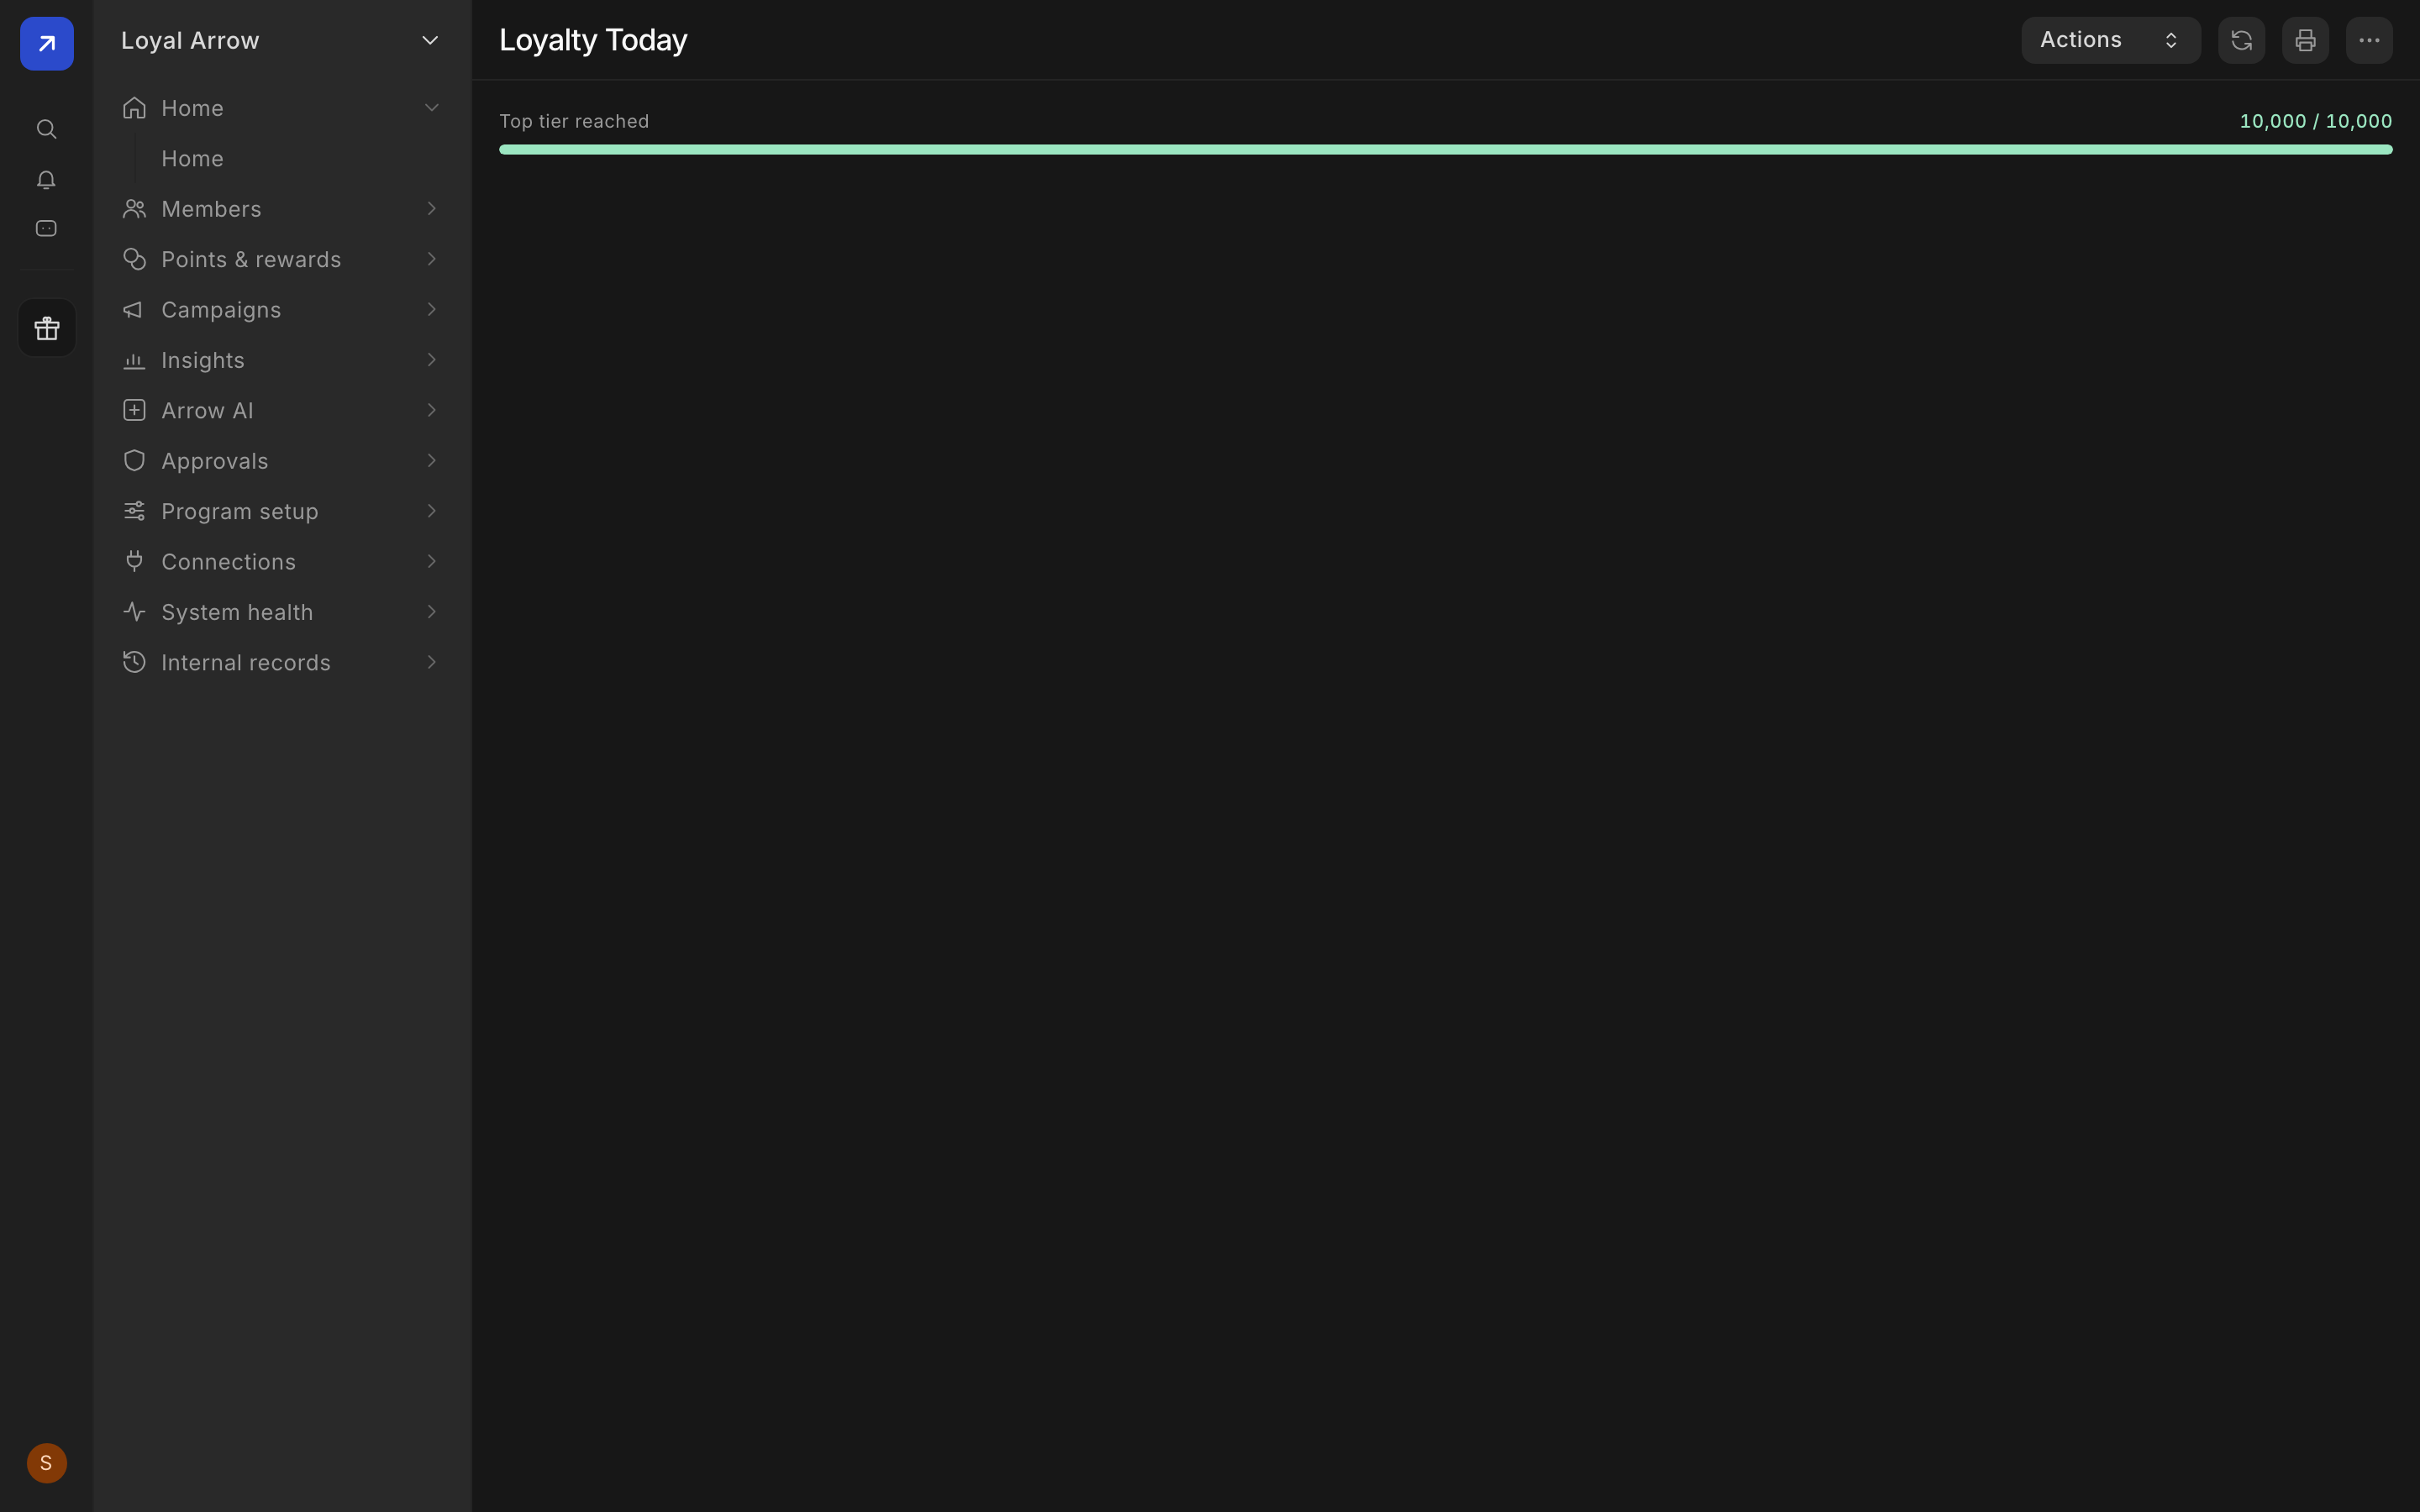 Loyal Arrow
Home
Home
Members
Points & rewards
Campaigns
Insights
Arrow AI
Approvals
Program setup
Connections
System health
Internal records
S
Loyalty Today
Actions
Top tier reached
10,000 / 10,000